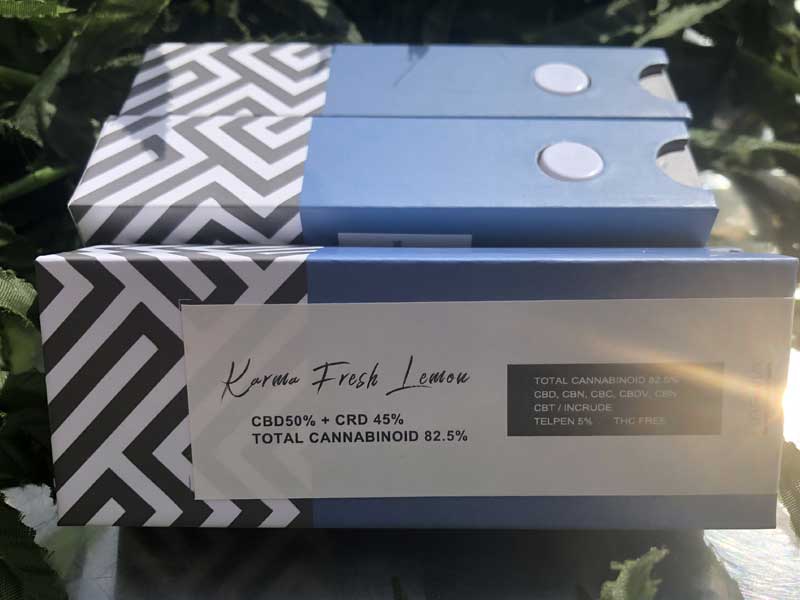 Karma Fresh Lemon
CBD50% + CRD 45%
TOTAL CANNABINOID 82.5%
TOTAL CANNABINOID 82.5%
CBD, CBN, CBC, CBDV, CBN
CBT / INCRUDE
TELPEN 5% THC FREE